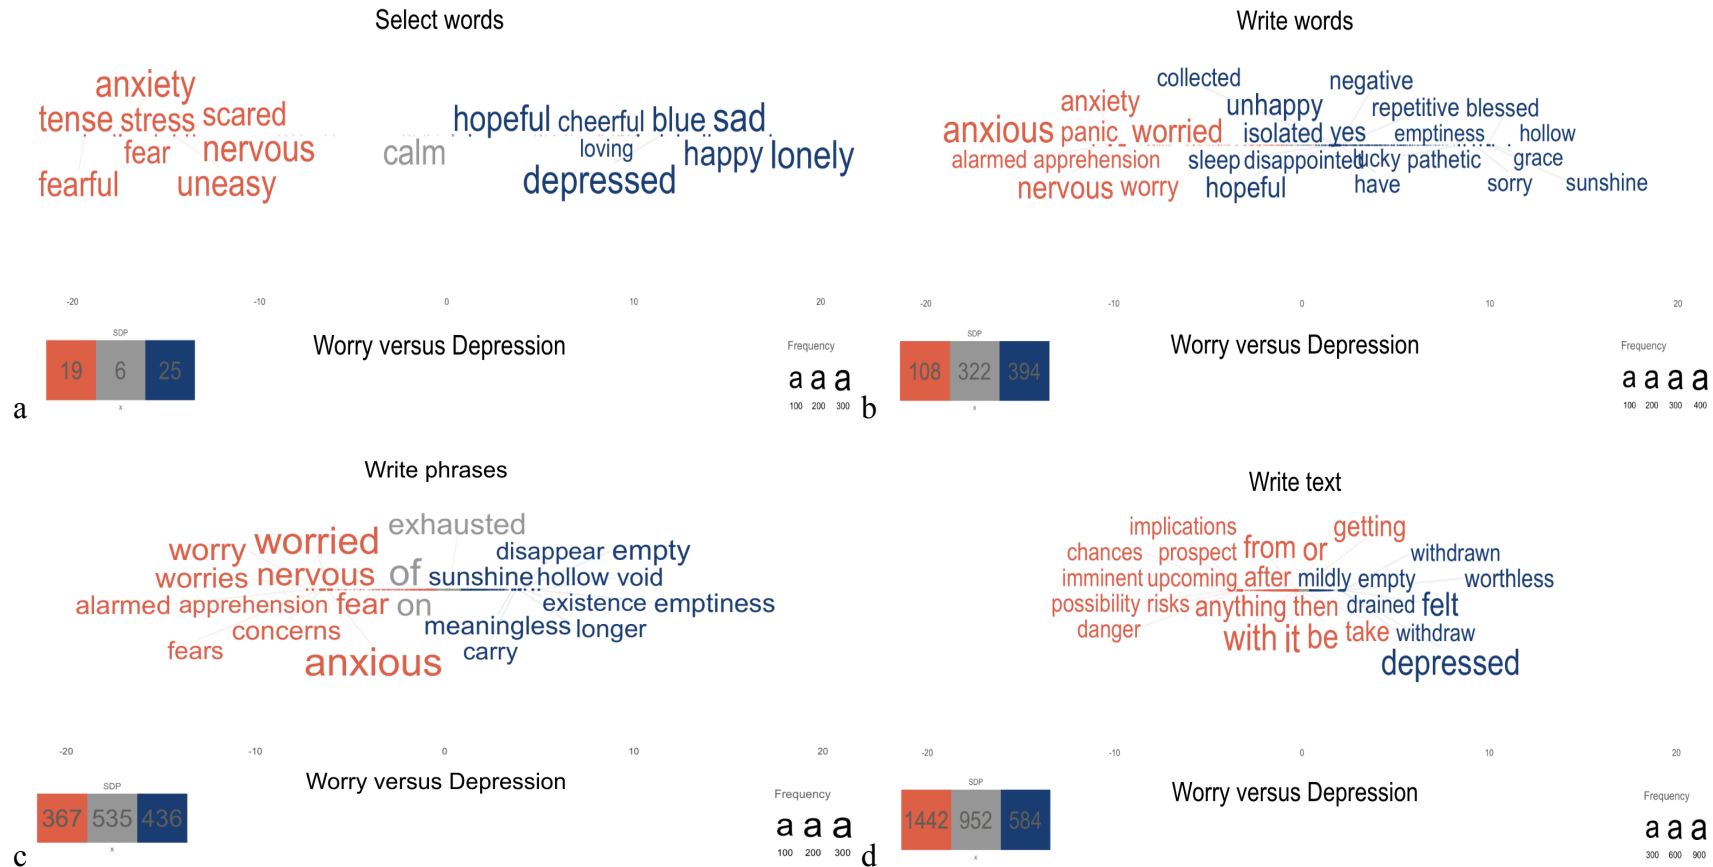 Select words
anxiety
tense stress scared
hopeful cheerful blue sad
fear nervous
calm
loving
happy lonely
fearful uneasy
depressed
-20 -10 0 10 20
SDP
Worry versus Depression
Frequency
19 6 25
a a a
x
100 200 300
a
Write words
collected negative
anxiety unhappy repetitive blessed
anxious panic worried isolated yes emptiness hollow
alarmed apprehension sleep disappointed lucky pathetic grace
nervous worry hopeful have sorry sunshine
-20 -10 0 10 20
SDP
Worry versus Depression
Frequency
108 322 394
a a a a
x
100 200 300 400
b
Write phrases
exhausted
worry worried disappear empty
worries nervous of sunshine hollow void
alarmed apprehension fear on existence emptiness
concerns meaningless longer
fears anxious carry
-20 -10 0 10 20
SDP
Worry versus Depression
Frequency
367 535 436
a a a
x
100 200 300
c
Write text
implications getting
chances prospect from or withdrawn
imminent upcoming after mildly empty worthless
possibility risks anything then drained felt
danger with it be take withdraw
depressed
-20 -10 0 10 20
SDP
Worry versus Depression
Frequency
1442 952 584
a a a
x
300 600 900
d